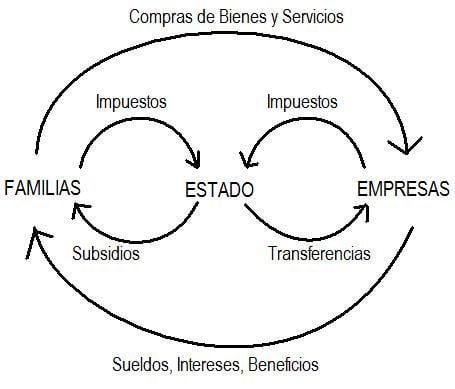 Compras de Bienes y Servicios
Impuestos
Impuestos
FAMILIAS
ESTADO
EMPRESAS
Subsidios
Transferencias
Sueldos, Intereses, Beneficios